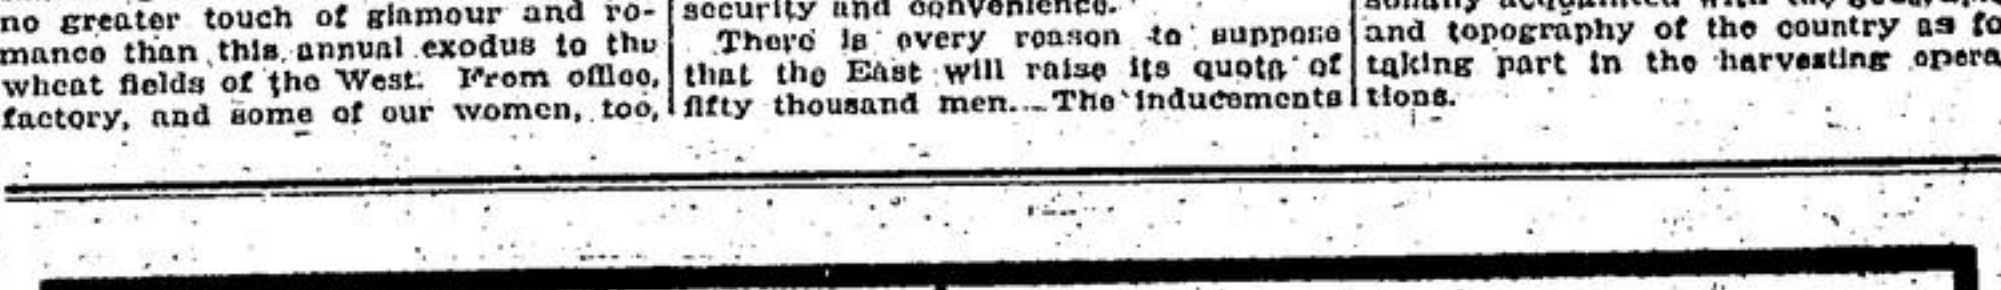 no greater touch of glamour and ro-
mance than this annual exodus to the
wheat fields of the West. From office,
factory, and some of our women, too,
security and convenience.
There is every reason to suppose
that the East will raise its quota of
fifty thousand men. The inducements
and topography of the country as
taking part in the harvesting opera
tions.